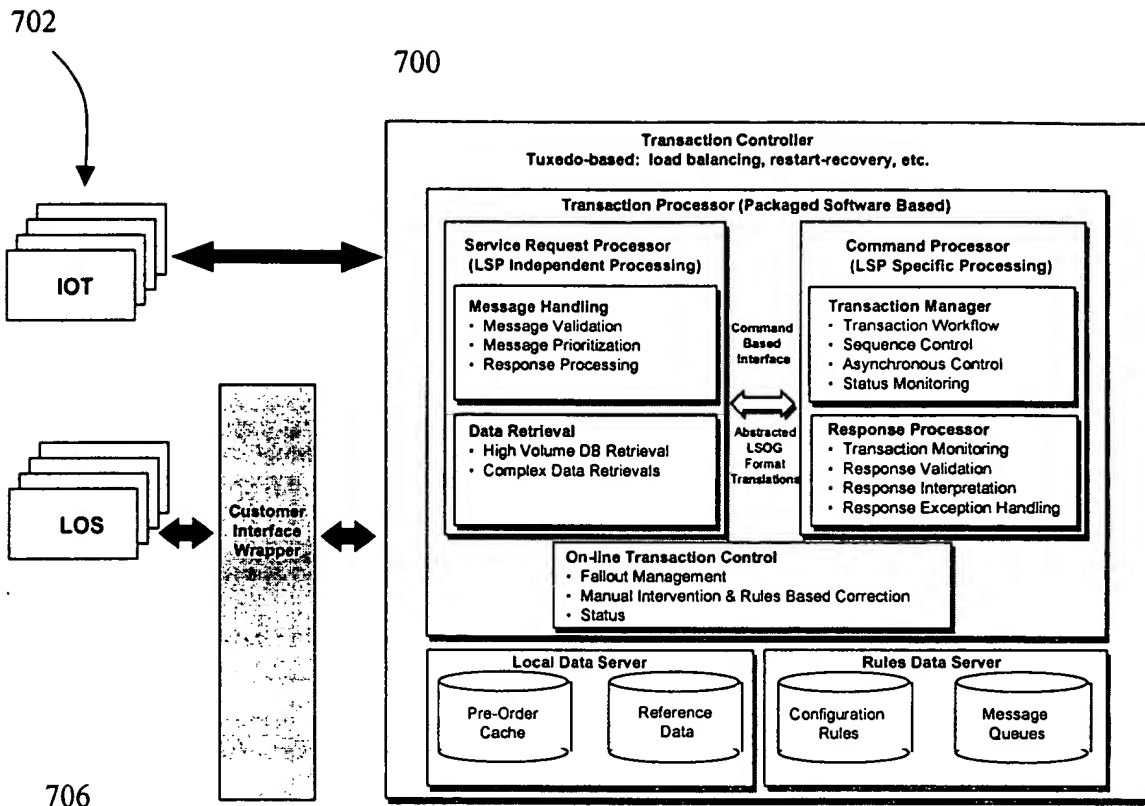 702
700
Transaction Controller
Tuxedo-based: load balancing, restart-recovery, etc.
Transaction Processor (Packaged Software Based)
Service Request Processor
(LSP Independent Processing)
Message Handling
• Message Validation
• Message Prioritization
• Response Processing
Data Retrieval
• High Volume DB Retrieval
• Complex Data Retrievals
Command
Based
Interface
Abstracted
LSOG
Format
Translations
Command Processor
(LSP Specific Processing)
Transaction Manager
• Transaction Workflow
• Sequence Control
• Asynchronous Control
• Status Monitoring
Response Processor
• Transaction Monitoring
• Response Validation
• Response Interpretation
• Response Exception Handling
On-line Transaction Control
• Fallout Management
• Manual Intervention & Rules Based Correction
• Status
IOT
LOS
Customer
Interface
Wrapper
Local Data Server
Pre-Order
Cache
Reference
Data
Rules Data Server
Configuration
Rules
Message
Queues
706